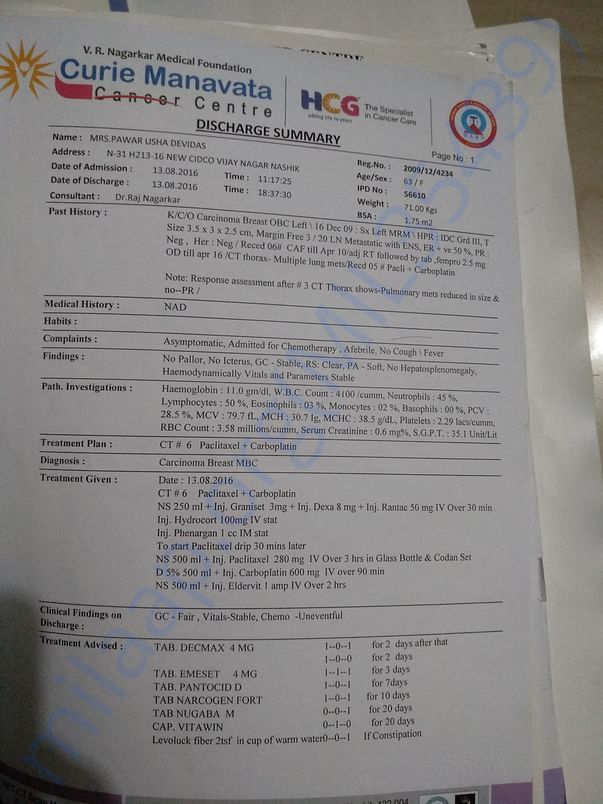 V. R. Nagarkar Medical Foundation
Curie Manavata
Cancer Centre
HCG
adding life to years
The Specialist
in Cancer Care
DISCHARGE SUMMARY
Page No : 1
Name : MRS.PAWAR USHA DEVIDAS
Reg.No. : 2009/12/4234
Address : N-31 H213-16 NEW CIDCO VIJAY NAGAR NASHIK
Age/Sex : 63 / F
Date of Admission : 13.08.2016 Time : 11:17:25
IPD No : 56610
Date of Discharge : 13.08.2016 Time : 18:37:30
Weight : 71.00 Kgs
Consultant : Dr.Raj Nagarkar
BSA : 1.75 m2
Past History : K/C/O Carcinoma Breast OBC Left \ 16 Dec 09 : Sx Left MRM \ HPR : IDC Grd III, T
Size 3.5 x 3 x 2.5 cm, Margin Free 3 / 20 LN Metastatic with ENS, ER + ve 50 %, PR :
Neg , Her : Neg / Reced 06# CAF till Apr 10/adj RT followed by tab ,fempro 2.5 mg
OD till apr 16 /CT thorax- Multiple lung mets/Recd 05 # Pacli + Carboplatin
Note: Response assessment after # 3 CT Thorax shows-Pulmonary mets reduced in size &
no--PR /
Medical History : NAD
Habits :
Complaints : Asymptomatic, Admitted for Chemotherapy , Afebrile, No Cough \ Fever
Findings : No Pallor, No Icterus, GC - Stable, RS: Clear, PA - Soft, No Hepatosplenomegaly,
Haemodynamically Vitals and Parameters Stable
Path. Investigations : Haemoglobin : 11.0 gm/dl, W.B.C. Count : 4100 /cumm, Neutrophils : 45 %,
Lymphocytes : 50 %, Eosinophils : 03 %, Monocytes : 02 %, Basophils : 00 %, PCV :
28.5 %, MCV : 79.7 fL, MCH : 30.7 lg, MCHC : 38.5 g/dL, Platelets : 2.29 lacs/cumm,
RBC Count : 3.58 millions/cumm, Serum Creatinine : 0.6 mg%, S.G.P.T. : 35.1 Unit/Lit
Treatment Plan : CT # 6 Paclitaxel + Carboplatin
Diagnosis : Carcinoma Breast MBC
Treatment Given : Date : 13.08.2016
CT # 6 Paclitaxel + Carboplatin
NS 250 ml + Inj. Graniset 3mg + Inj. Dexa 8 mg + Inj. Rantac 50 mg IV Over 30 min
Inj. Hydrocort 100mg IV stat
Inj. Phenargan 1 cc IM stat
To start Paclitaxel drip 30 mins later
NS 500 ml + Inj. Paclitaxel 280 mg IV Over 3 hrs in Glass Bottle & Codan Set
D 5% 500 ml + Inj. Carboplatin 600 mg IV over 90 min
NS 500 ml + Inj. Eldervit 1 amp IV Over 2 hrs
Clinical Findings on
Discharge : GC - Fair , Vitals-Stable, Chemo -Uneventful
Treatment Advised : TAB. DECMAX 4 MG 1--0--1 for 2 days after that
1--0--0 for 2 days
TAB. EMESET 4 MG 1--1--1 for 3 days
TAB. PANTOCID D 1--0--1 for 7days
TAB NARCOGEN FORT 1--0--1 for 10 days
TAB NUGABA M 0--0--1 for 20 days
CAP. VITAWIN 0--1--0 for 20 days
Levoluck fiber 2tsf in cup of warm water0--0--1 If Constipation